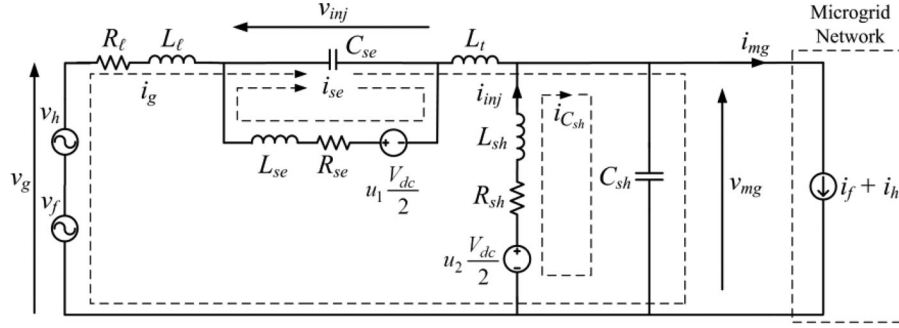 v_inj
Microgrid
Network
R_ℓ
L_ℓ
C_se
L_t
i_mg
i_g
i_se
i_inj
i_C_sh
v_h
L_sh
L_se
R_se
u_1 V_dc/2
v_g
v_f
R_sh
C_sh
v_mg
i_f + i_h
u_2 V_dc/2